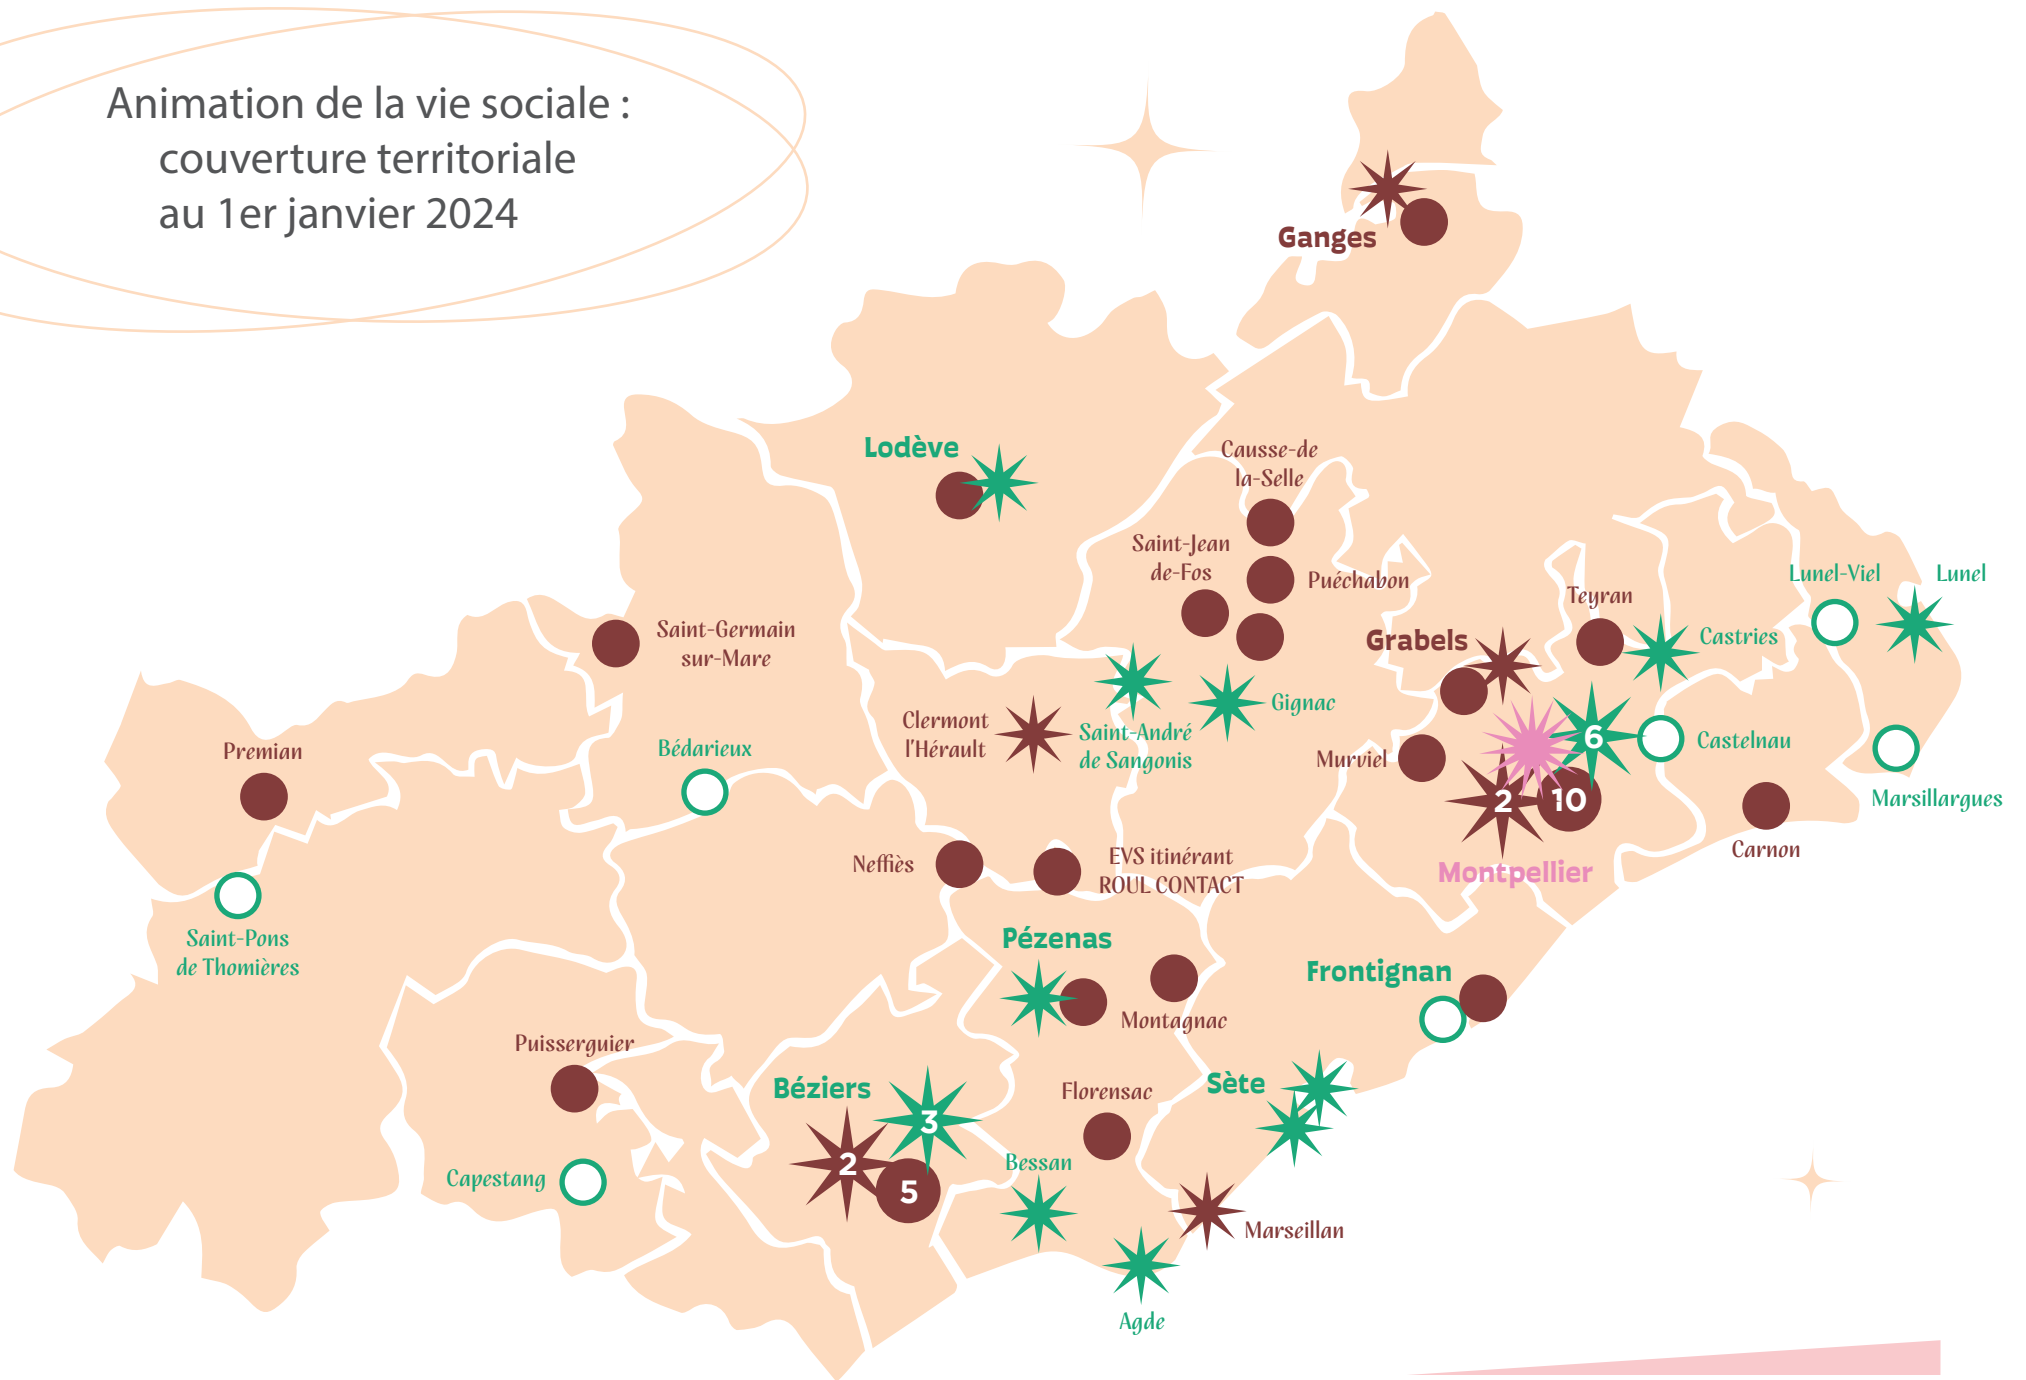 Animation de la vie sociale :
couverture territoriale
au 1er janvier 2024
Ganges
Lodève
Causse-de
la-Selle
Saint-Jean
de-Fos
Puéchabon
Teyran
Lunel-Viel
Lunel
Saint-Germain
sur-Mare
Grabels
Castries
Clermont
l'Hérault
Saint-André
de Sangonis
Gignac
Premian
Bédarieux
Murviel
6
Castelnau
2
10
Marsillargues
Carnon
Montpellier
Neffiès
EVS itinérant
ROUL CONTACT
Saint-Pons
de Thomières
Pézenas
Frontignan
Montagnac
Puisserguier
Béziers
3
Florensac
Sète
2
5
Bessan
Capestang
Marseillan
Agde